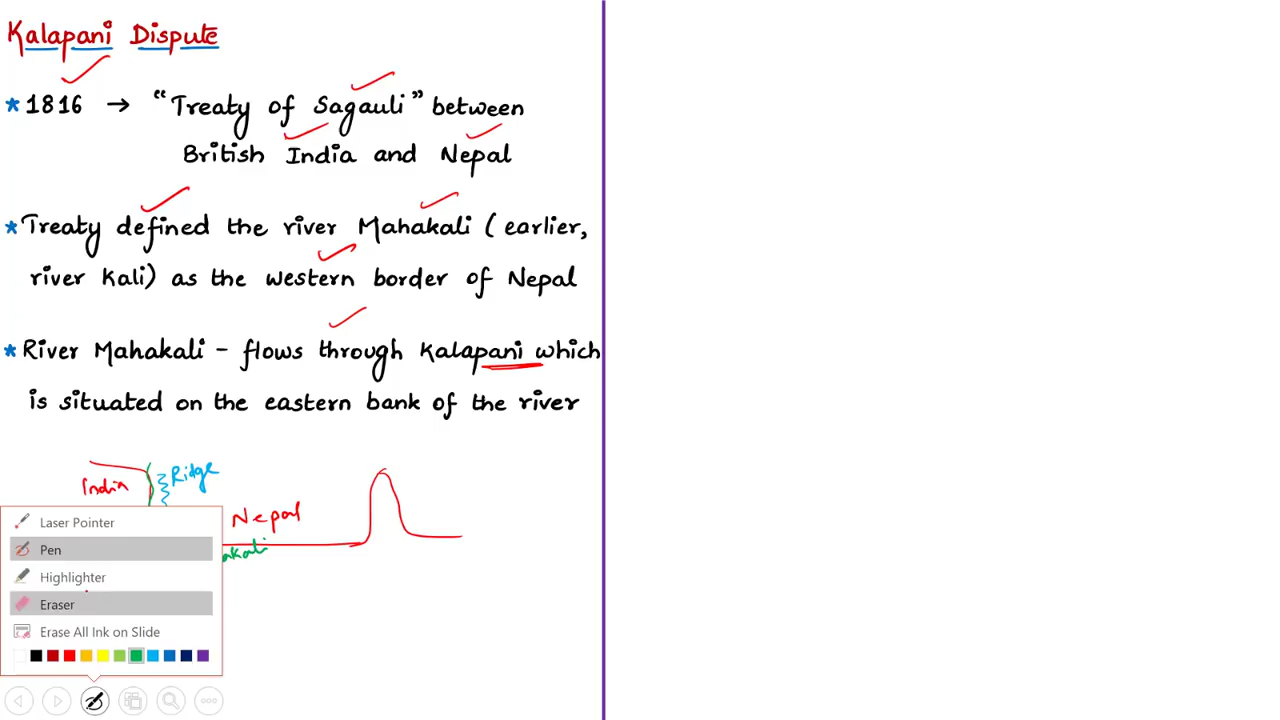 Kalapani Dispute
* 1816 → "Treaty of Sagauli" between
British India and Nepal
* Treaty defined the river Mahakali (earlier,
river Kali) as the western border of Nepal
* River Mahakali - flows through Kalapani which
is situated on the eastern bank of the river
India
Ridge
Nepal
akali
Laser Pointer
Pen
Highlighter
Eraser
Erase All Ink on Slide